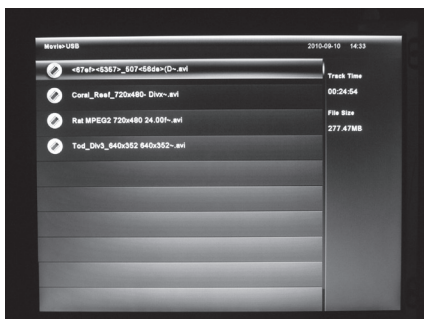 Movie>USB
2010-09-10 14:33
<67ef><5367>_507<56de>(D~.avi
Coral_Reef_720x480- Divx~.avi
Rat MPEG2 720x480 24.00f~.avi
Tod_Div3_640x352 640x352~.avi
Track Time
00:24:54
File Size
277.47MB